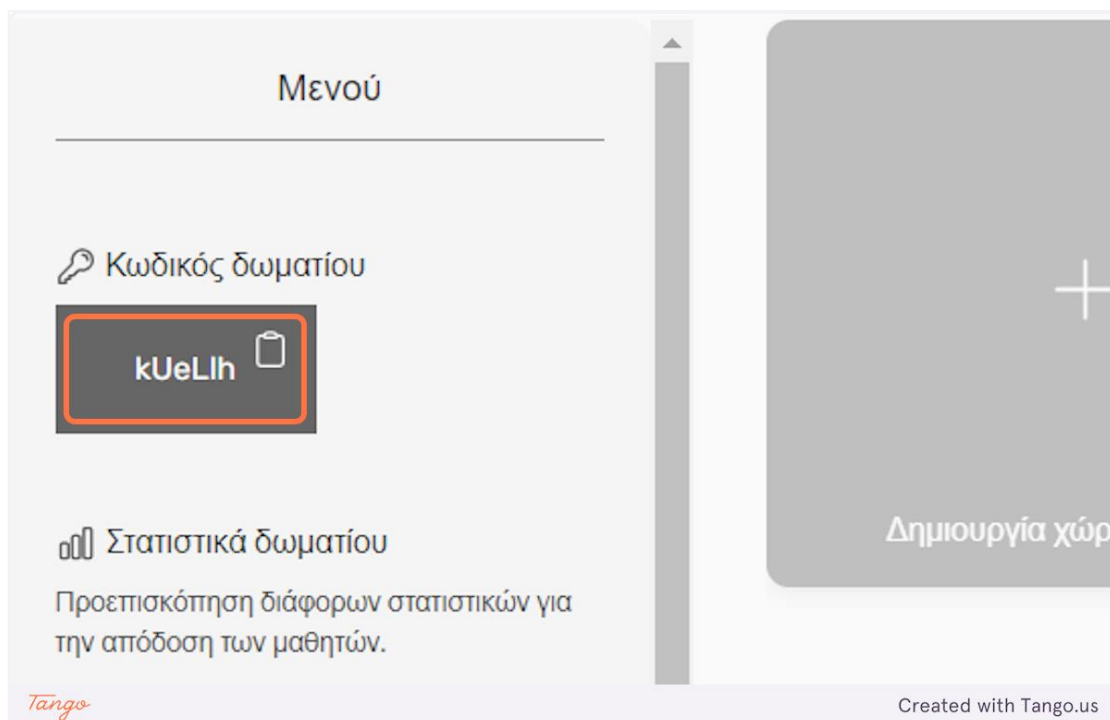 Μενού
Κωδικός δωματίου
kUeLIh
Στατιστικά δωματίου
Προεπισκόπηση διάφορων στατιστικών για
την απόδοση των μαθητών.
Δημιουργία χώρ
Tango
Created with Tango.us